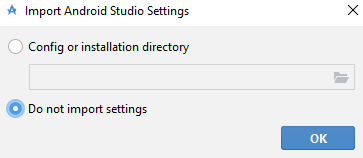 Import Android Studio Settings
Config or installation directory
Do not import settings
OK